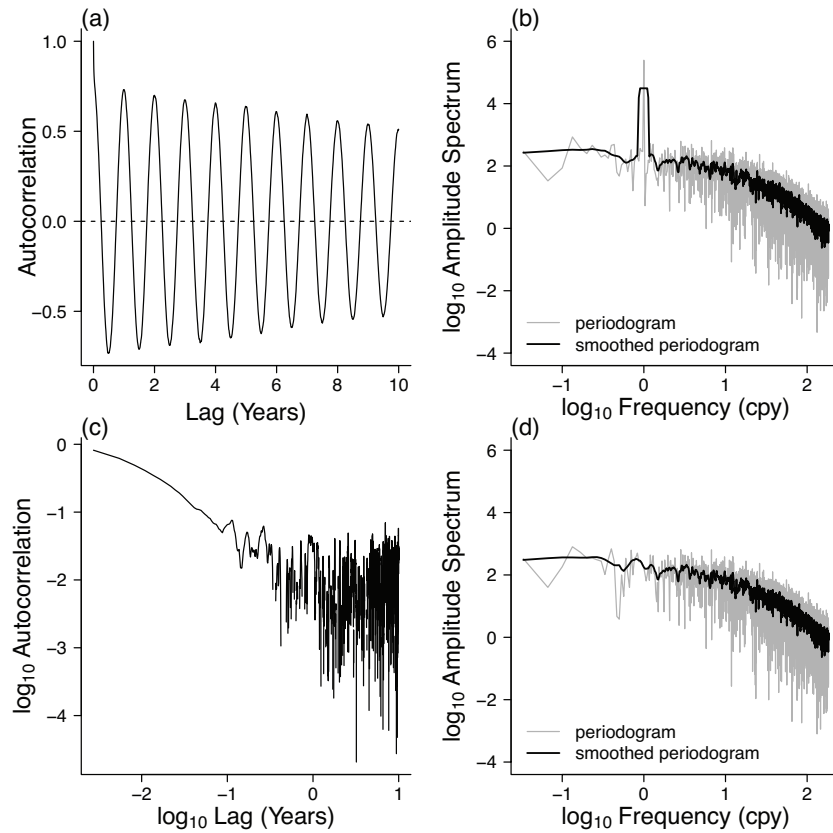 (a)
Autocorrelation
1.0
0.5
0.0
−0.5
0 2 4 6 8 10
Lag (Years)
(b)
log10 Amplitude Spectrum
6
4
2
0
−2
−4
periodogram
smoothed periodogram
−1 0 1 2
log10 Frequency (cpy)
(c)
log10 Autocorrelation
0
−1
−2
−3
−4
−2 −1 0 1
log10 Lag (Years)
(d)
log10 Amplitude Spectrum
6
4
2
0
−2
−4
periodogram
smoothed periodogram
−1 0 1 2
log10 Frequency (cpy)